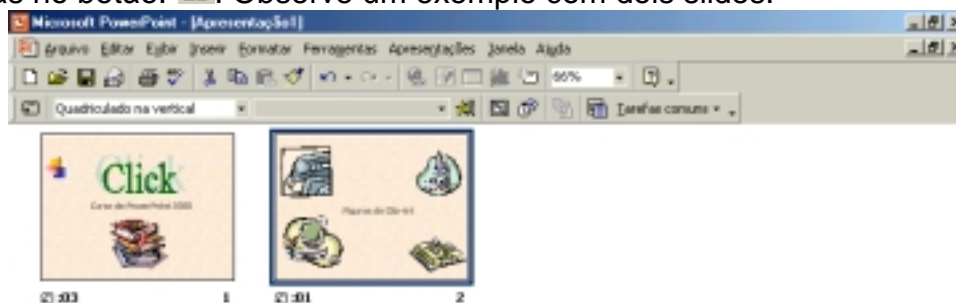 as no botão. . Observe um exemplo com dois slides.
Microsoft PowerPoint - [Apresentação1]
Arquivo Editar Exibir Inserir Formatar Ferramentas Apresentações Janela Ajuda
66%
Quadriculado na vertical Tarefas comuns
Click
Curso de PowerPoint 2000
Figuras do Clip-art
:03 1 :01 2